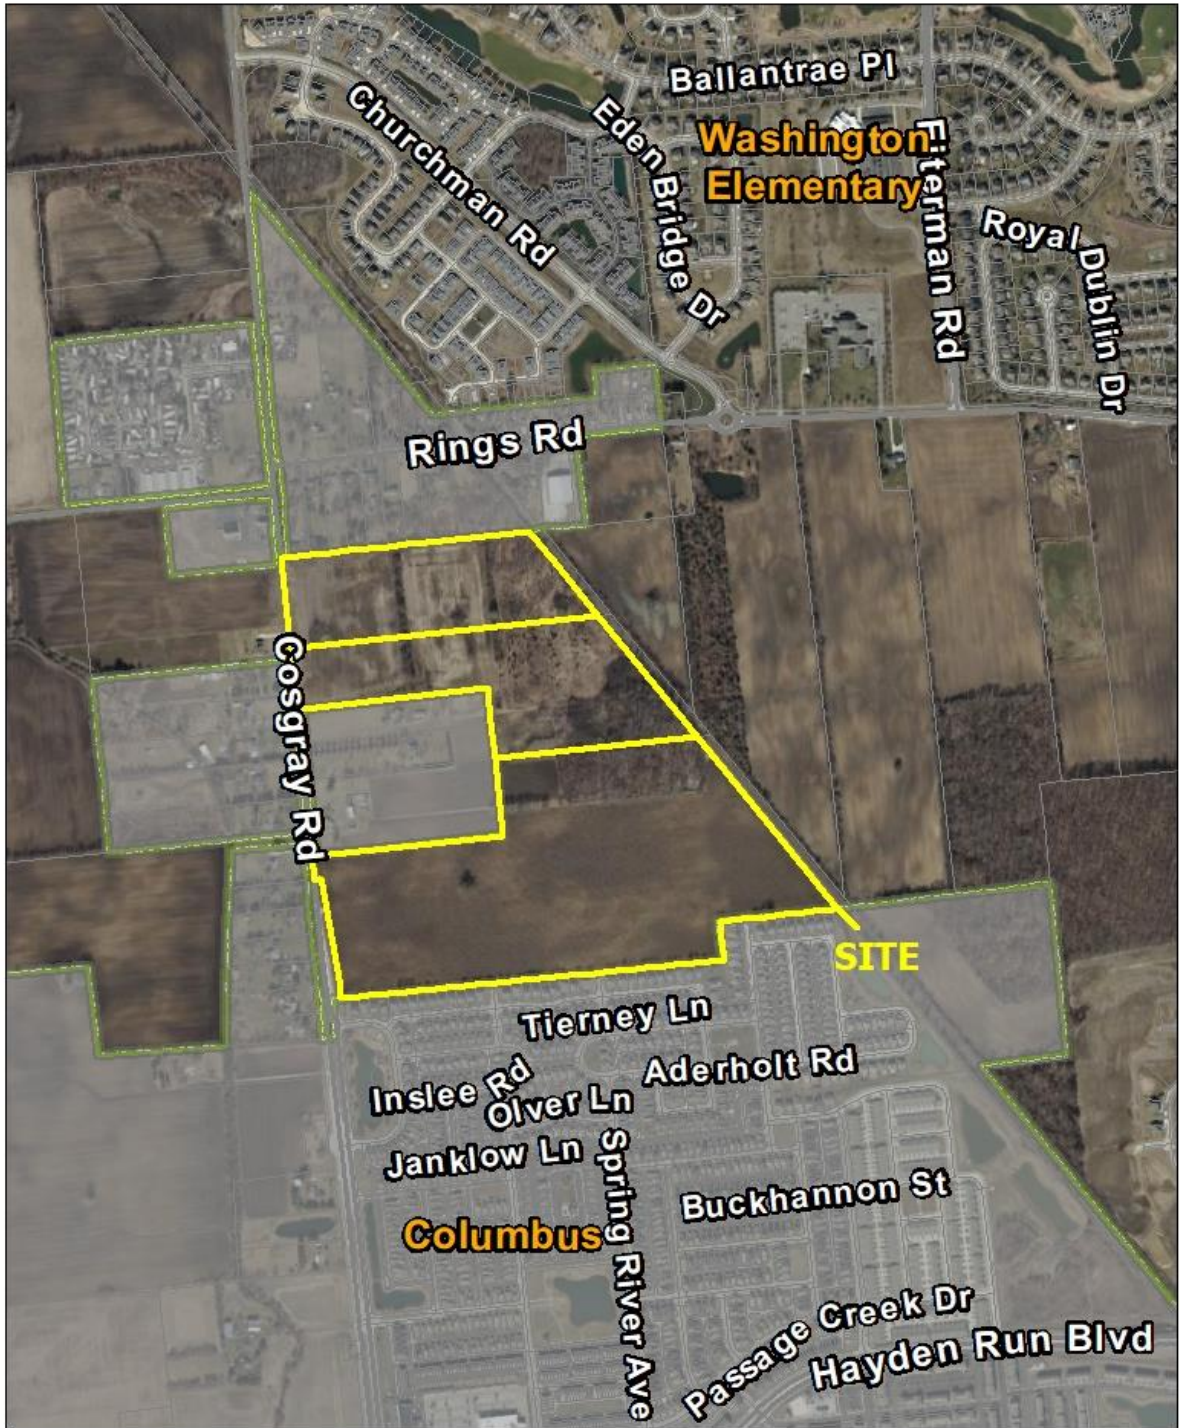 Ballantrae Pl
Churchman Rd
Eden Bridge Dr
Washington
Elementary
Eiterman Rd
Royal Dublin Dr
Rings Rd
Cosgray Rd
SITE
Tierney Ln
Aderholt Rd
Inslee Rd
Olver Ln
Janklow Ln
Spring River Ave
Buckhannon St
Columbus
Passage Creek Dr
Hayden Run Blvd